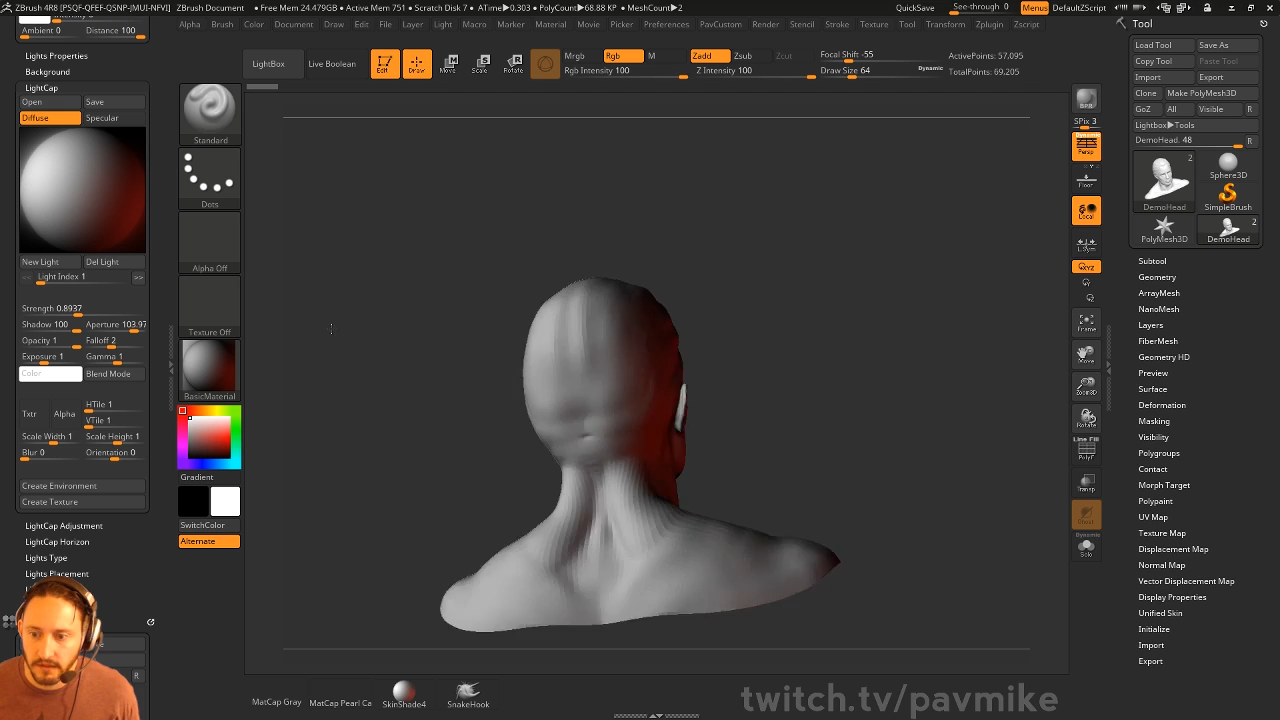 ZBrush 4R8 [PSQF-QFEF-QSNP-JMUI-NVFI] ZBrush Document • Free Mem 24.479GB • Active Mem 751 • Scratch Disk 7 • ATime▶0.303 • PolyCount▶68.88 KP • MeshCount▶2 QuickSave See-through 0 Menus DefaultZScript
Alpha Brush Color Document Draw Edit File Layer Light Macro Marker Material Movie Picker Preferences PavCustom Render Stencil Stroke Texture Tool Transform Zplugin Zscript
Ambient 0 Distance 100
Lights Properties
Background
LightCap
Open Save
Diffuse Specular
New Light Del Light
<< Light Index 1 >>
Strength 0.8937
Shadow 100 Aperture 103.97
Opacity 1 Falloff 2
Exposure 1 Gamma 1
Color Blend Mode
Txtr Alpha HTile 1
VTile 1
Scale Width 1 Scale Height 1
Blur 0 Orientation 0
Create Environment
Create Texture
LightCap Adjustment
LightCap Horizon
Lights Type
Lights Placement
R
LightBox Live Boolean
Edit Draw Move Scale Rotate
Mrgb Rgb M
Rgb Intensity 100
Zadd Zsub Zcut
Z Intensity 100
Focal Shift -55
Draw Size 64 Dynamic
ActivePoints: 57,095
TotalPoints: 69,205
Standard
Dots
Alpha Off
Texture Off
BasicMaterial
Gradient
SwitchColor
Alternate
BPR
SPix 3
Dynamic
Persp
Floor
Local
L.Sym
XYZ
Frame
Move
Zoom3D
Rotate
Line Fill
PolyF
Transp
Ghost
Dynamic
Solo
Tool
Load Tool Save As
Copy Tool Paste Tool
Import Export
Clone Make PolyMesh3D
GoZ All Visible R
Lightbox▶Tools
DemoHead. 48 R
2
DemoHead
Sphere3D
SimpleBrush
PolyMesh3D
2
DemoHead
Subtool
Geometry
ArrayMesh
NanoMesh
Layers
FiberMesh
Geometry HD
Preview
Surface
Deformation
Masking
Visibility
Polygroups
Contact
Morph Target
Polypaint
UV Map
Texture Map
Displacement Map
Normal Map
Vector Displacement Map
Display Properties
Unified Skin
Initialize
Import
Export
MatCap Gray MatCap Pearl Ca SkinShade4 SnakeHook
twitch.tv/pavmike